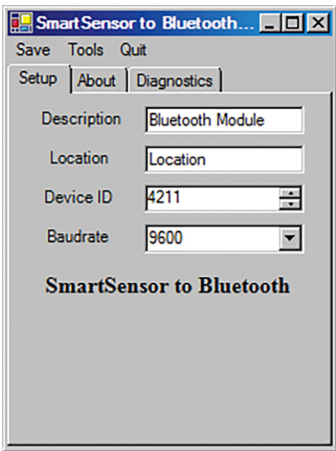 SmartSensor to Bluetooth...
Save Tools Quit
Setup About Diagnostics
Description Bluetooth Module
Location Location
Device ID 4211
Baudrate 9600
SmartSensor to Bluetooth